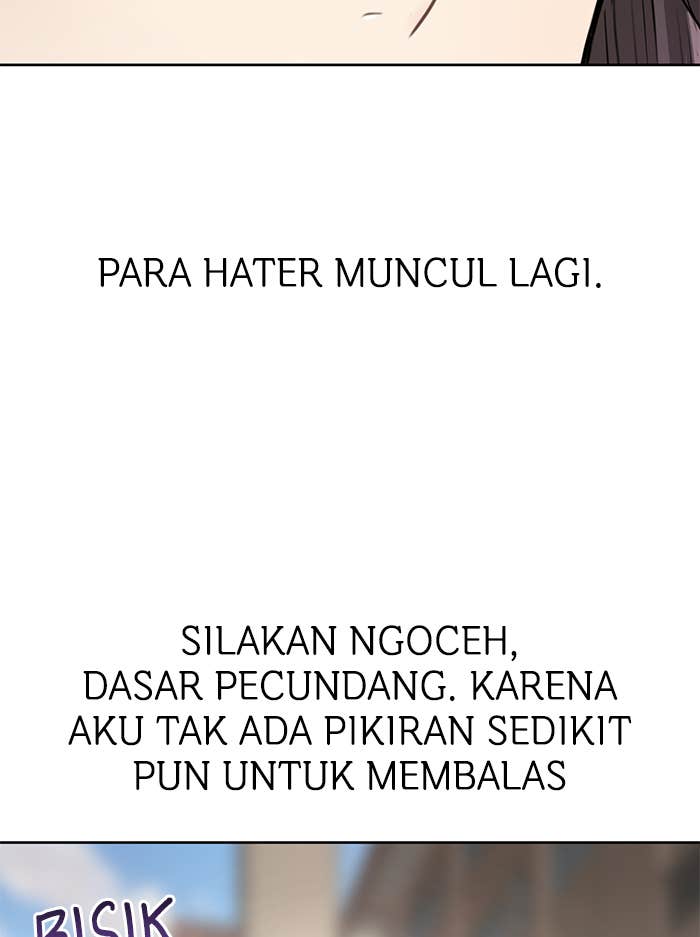 PARA HATER MUNCUL LAGI.
SILAKAN NGOCEH,
DASAR PECUNDANG. KARENA
AKU TAK ADA PIKIRAN SEDIKIT
PUN UNTUK MEMBALAS
BISIK